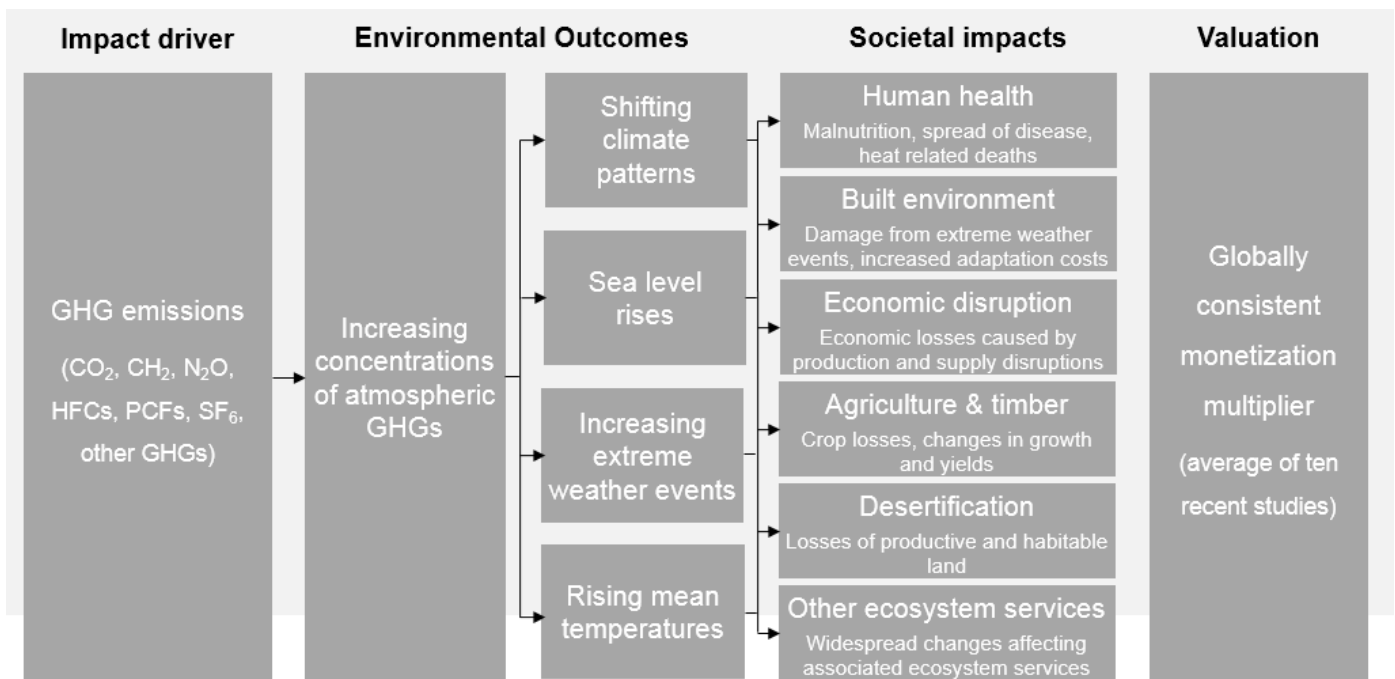 Impact driver
Environmental Outcomes
Societal impacts
Valuation
GHG emissions
(CO₂, CH₂, N₂O,
HFCs, PCFs, SF₆,
other GHGs)
Increasing
concentrations
of atmospheric
GHGs
Shifting
climate
patterns
Sea level
rises
Increasing
extreme
weather events
Rising mean
temperatures
Human health
Malnutrition, spread of disease,
heat related deaths
Built environment
Damage from extreme weather
events, increased adaptation costs
Economic disruption
Economic losses caused by
production and supply disruptions
Agriculture & timber
Crop losses, changes in growth
and yields
Desertification
Losses of productive and habitable
land
Other ecosystem services
Widespread changes affecting
associated ecosystem services
Globally
consistent
monetization
multiplier
(average of ten
recent studies)